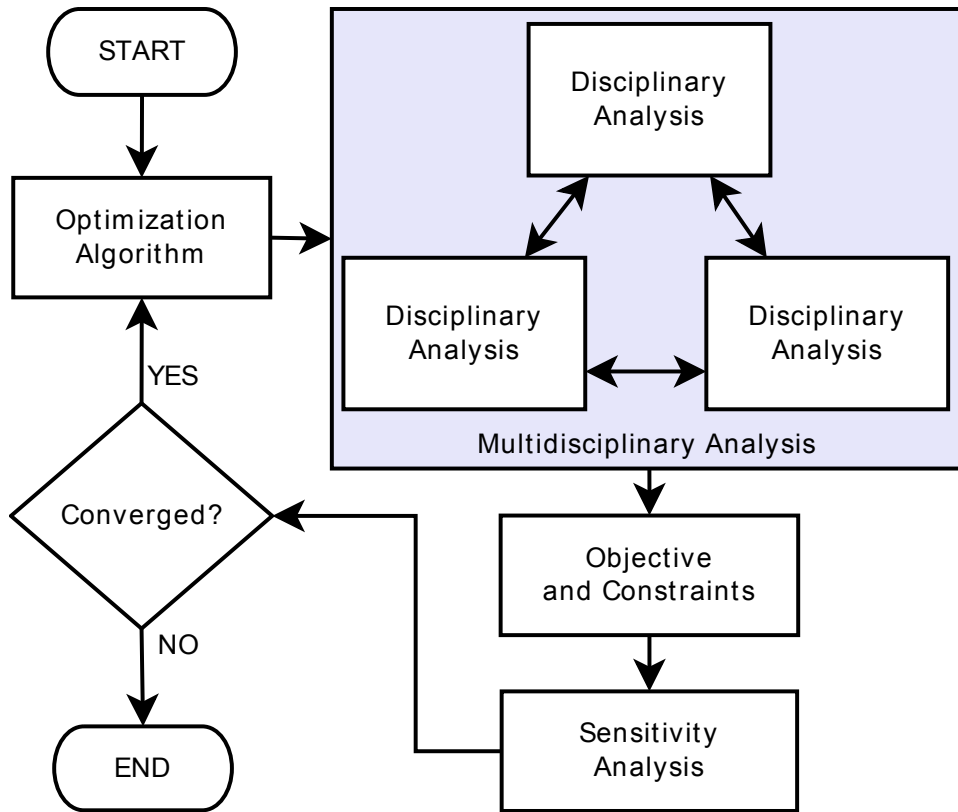 START
Optimization
Algorithm
Disciplinary
Analysis
Disciplinary
Analysis
Disciplinary
Analysis
Multidisciplinary Analysis
Objective
and Constraints
Sensitivity
Analysis
Converged?
YES
NO
END